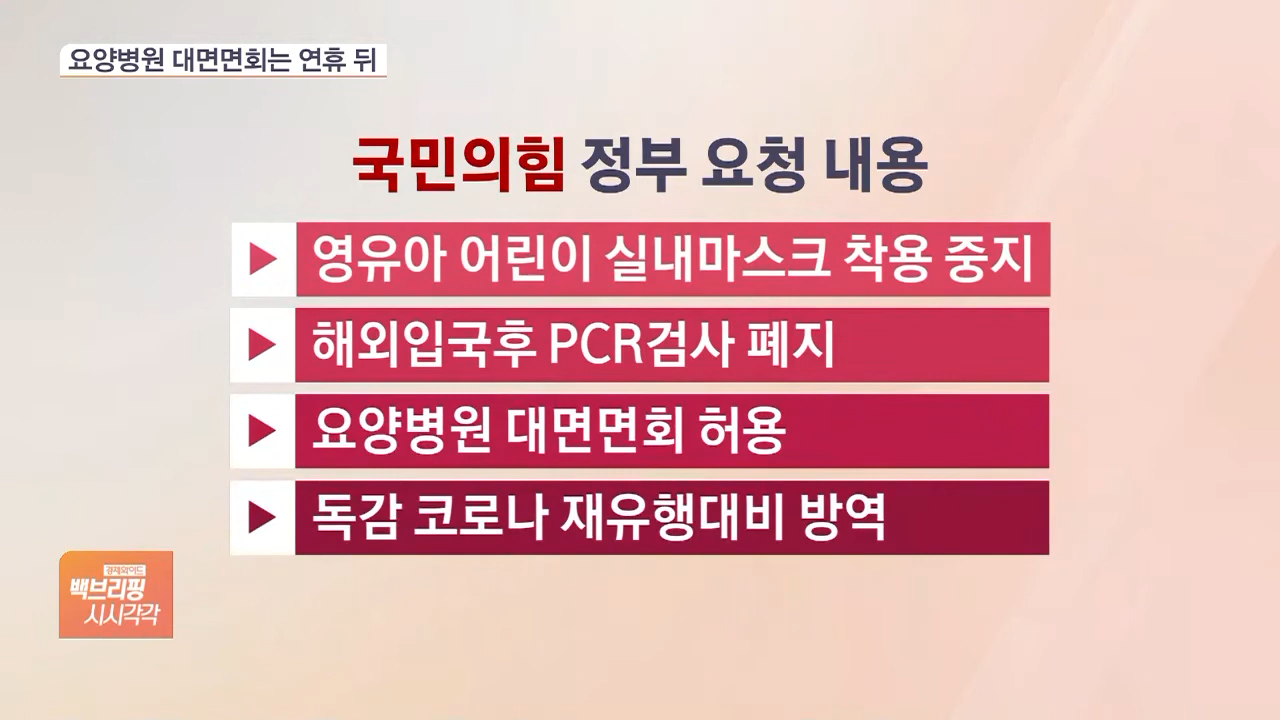 요양병원 대면면회는 연휴 뒤
국민의힘 정부 요청 내용
영유아 어린이 실내마스크 착용 중지
해외입국후 PCR검사 폐지
요양병원 대면면회 허용
독감 코로나 재유행대비 방역
경제와이드
백브리핑
시시각각